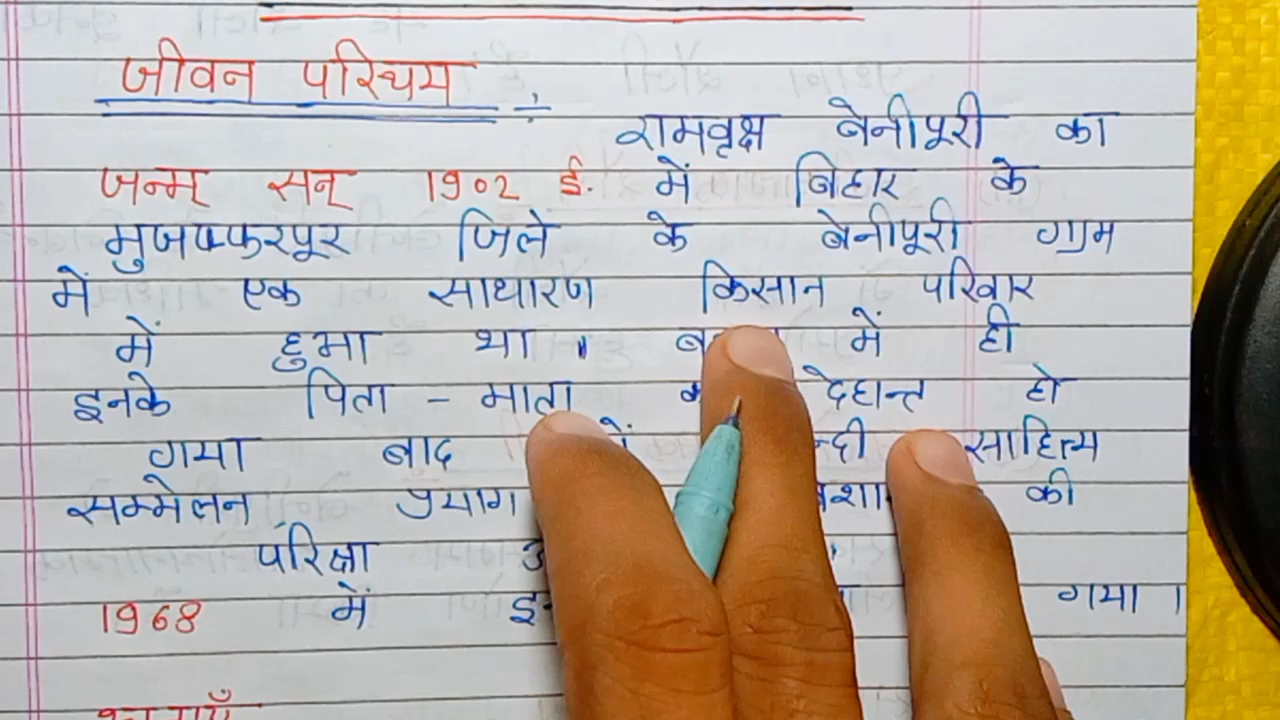 जीवन परिचय :-
रामवृक्ष बेनीपूरी का
जन्म् सन् 1902 ई. में बिहार के
मुजफ्फरपूर जिले के बेनीपूरी ग्राम
में एक साधारण किसान परिवार
में हुआ था। में ही
इनके पिता - माता देहान्त हो
गया बाद साहित्य
सम्मेलन प्रयाग की
परिक्षा
1968 में गया।